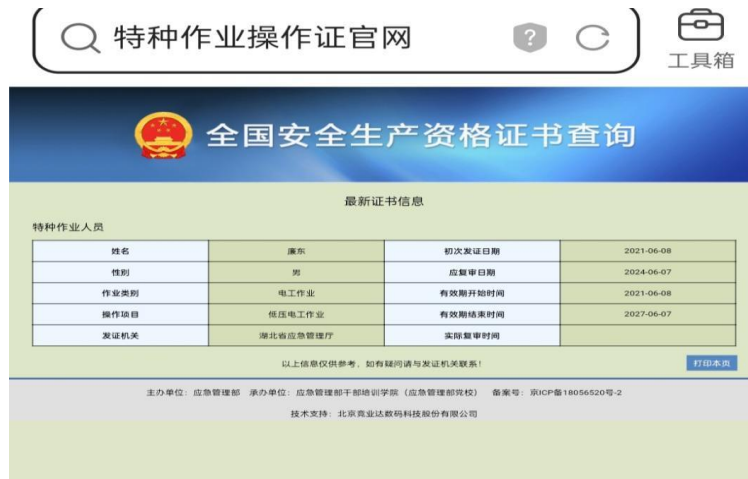 特种作业操作证官网
?
工具箱
全国安全生产资格证书查询
最新证书信息
特种作业人员
姓名 廉东 初次发证日期 2021-06-08
性别 男 应复审日期 2024-06-07
作业类别 电工作业 有效期开始时间 2021-06-08
操作项目 低压电工作业 有效期结束时间 2027-06-07
发证机关 湖北省应急管理厅 实际复审时间
以上信息仅供参考，如有疑问请与发证机关联系！
打印本页
主办单位：应急管理部 承办单位：应急管理部干部培训学院（应急管理部党校） 备案号：京ICP备18056520号-2
技术支持：北京竞业达数码科技股份有限公司